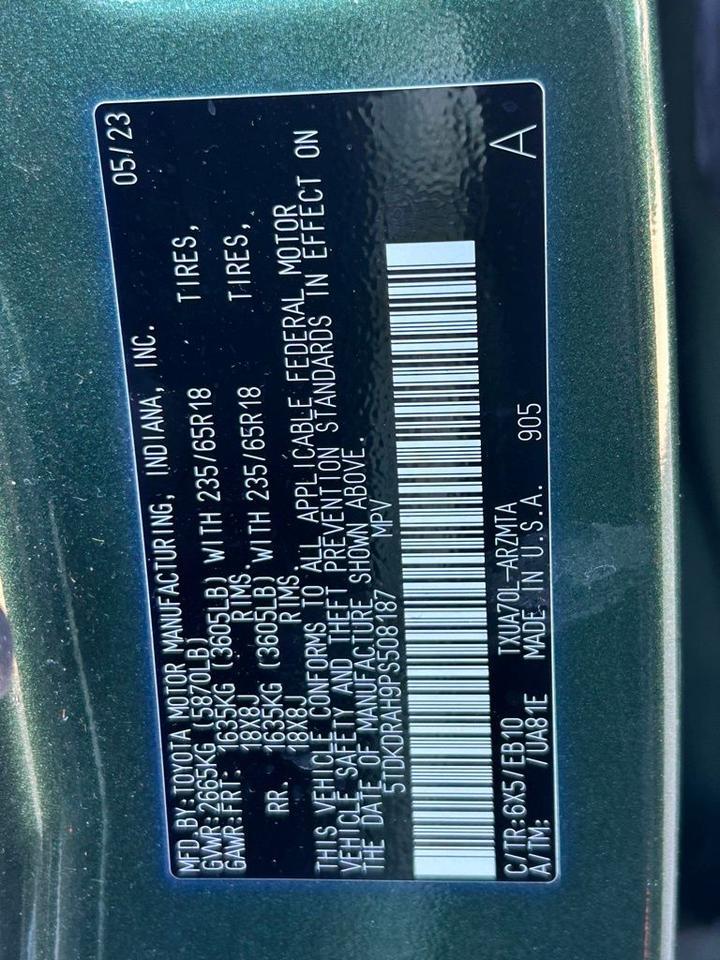 MFD.BY:TOYOTA MOTOR MANUFACTURING, INDIANA, INC. 05/23
GVWR:2665KG (5870LB)
GAWR:FRT: 1635KG (3605LB) WITH 235/65R18 TIRES,
18X8J RIMS.
RR. 1635KG (3605LB) WITH 235/65R18 TIRES,
18X8J RIMS
THIS VEHICLE CONFORMS TO ALL APPLICABLE FEDERAL MOTOR
VEHICLE SAFETY AND THEFT PREVENTION STANDARDS IN EFFECT ON
THE DATE OF MANUFACTURE SHOWN ABOVE.
5TDKDRAH9PS508187 MPV
C/TR:6X5/EB10 TXUA70L-ARZMTA A
A/TM: /UA81E MADE IN U.S.A. 905